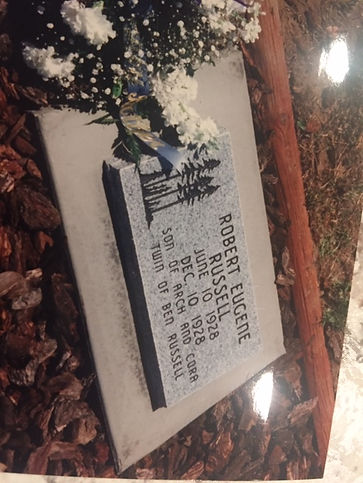 ROBERT EUGENE
RUSSELL
JUNE 10 1928
DEC. 10 1928
SON OF ARCH AND CORA
TWIN OF BEN RUSSELL